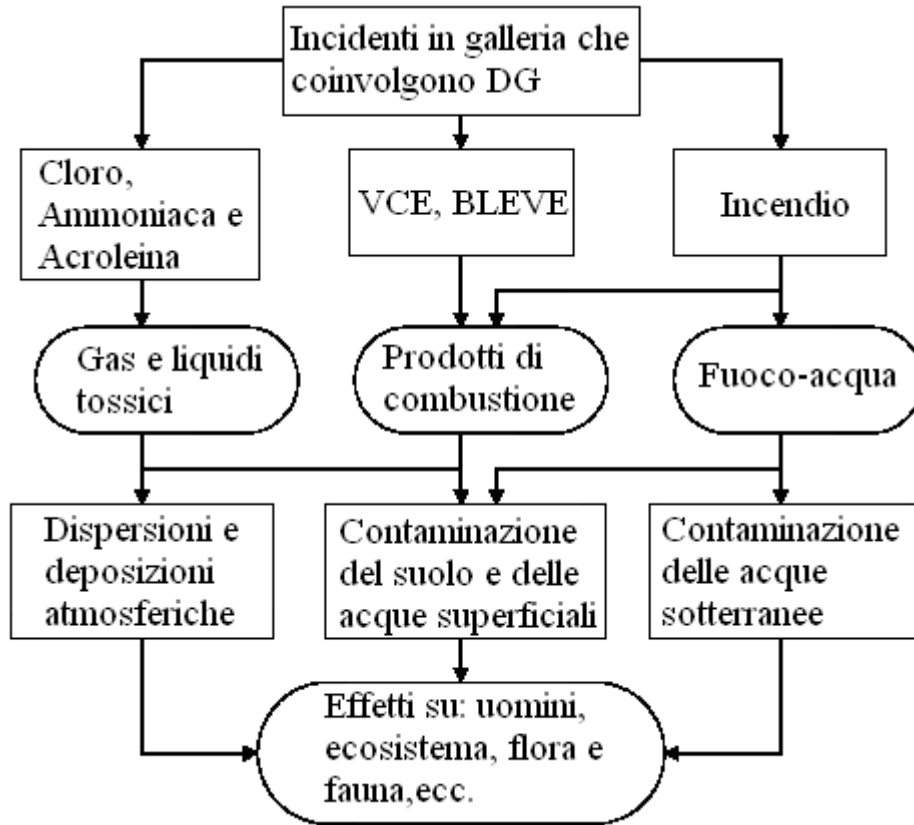 Incidenti in galleria che
coinvolgono DG
Cloro,
Ammoniaca e
Acroleina
VCE, BLEVE
Incendio
Gas e liquidi
tossici
Prodotti di
combustione
Fuoco-acqua
Dispersioni e
deposizioni
atmosferiche
Contaminazione
del suolo e delle
acque superficiali
Contaminazione
delle acque
sotterranee
Effetti su: uomini,
ecosistema, flora e
fauna,ecc.